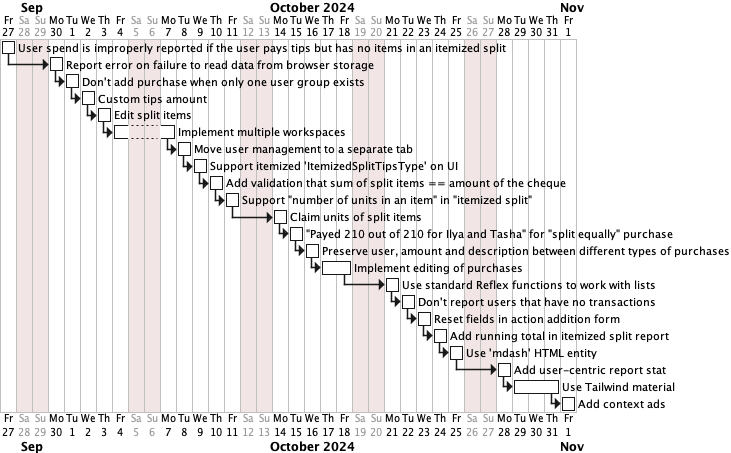 Sep October 2024 Nov
Fr Sa Su Mo Tu We Th Fr Sa Su Mo Tu We Th Fr Sa Su Mo Tu We Th Fr Sa Su Mo Tu We Th Fr Sa Su Mo Tu We Th Fr
27 28 29 30 1 2 3 4 5 6 7 8 9 10 11 12 13 14 15 16 17 18 19 20 21 22 23 24 25 26 27 28 29 30 31 1
User spend is improperly reported if the user pays tips but has no items in an itemized split
Report error on failure to read data from browser storage
Don't add purchase when only one user group exists
Custom tips amount
Edit split items
Implement multiple workspaces
Move user management to a separate tab
Support itemized 'ItemizedSplitTipsType' on UI
Add validation that sum of split items == amount of the cheque
Support "number of units in an item" in "itemized split"
Claim units of split items
"Payed 210 out of 210 for Ilya and Tasha" for "split equally" purchase
Preserve user, amount and description between different types of purchases
Implement editing of purchases
Use standard Reflex functions to work with lists
Don't report users that have no transactions
Reset fields in action addition form
Add running total in itemized split report
Use 'mdash' HTML entity
Add user-centric report stat
Use Tailwind material
Add context ads
Fr Sa Su Mo Tu We Th Fr Sa Su Mo Tu We Th Fr Sa Su Mo Tu We Th Fr Sa Su Mo Tu We Th Fr Sa Su Mo Tu We Th Fr
27 28 29 30 1 2 3 4 5 6 7 8 9 10 11 12 13 14 15 16 17 18 19 20 21 22 23 24 25 26 27 28 29 30 31 1
Sep October 2024 Nov